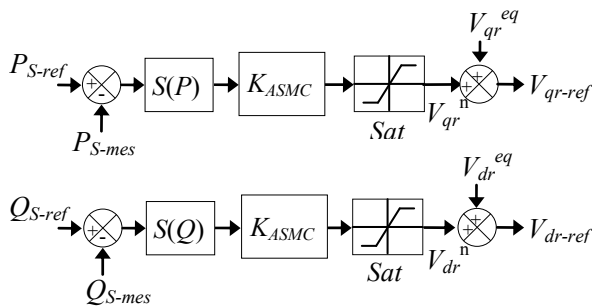 V_qr^eq
P_S-ref
+
-
S(P)
K_ASMC
+
+
V_qr^n
V_qr-ref
P_S-mes
Sat
V_dr^eq
Q_S-ref
+
-
S(Q)
K_ASMC
+
+
V_dr^n
V_dr-ref
Q_S-mes
Sat